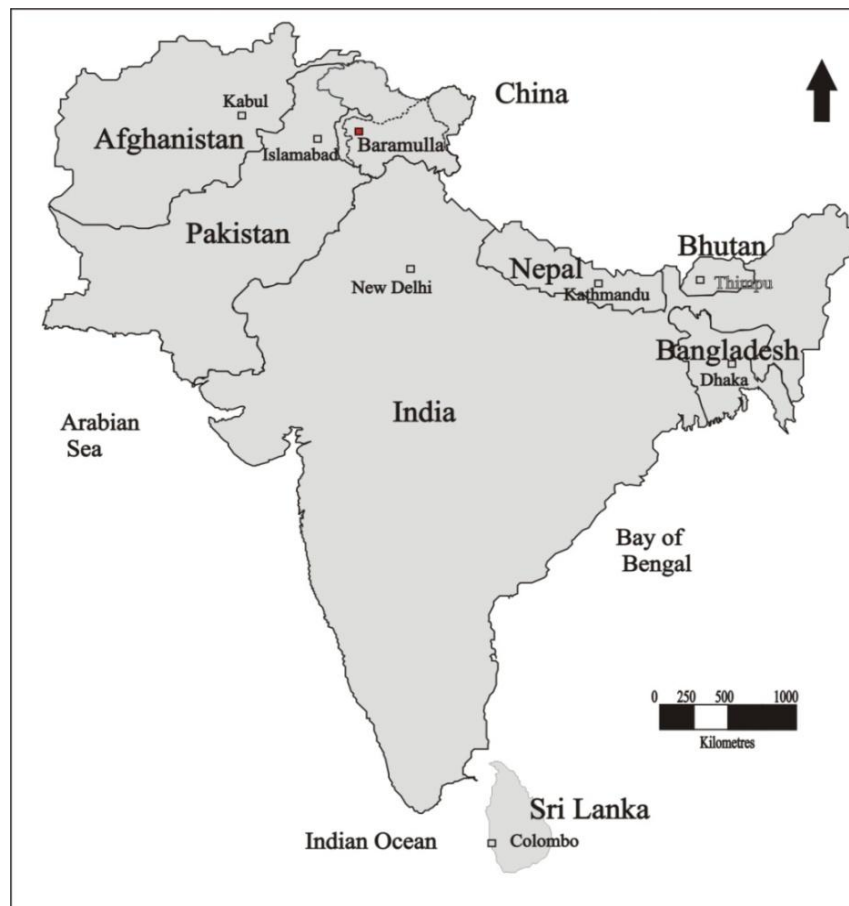 China
Kabul
Afghanistan
Islamabad
Baramulla
Pakistan
Bhutan
Nepal
Thimpu
New Delhi
Kathmandu
Bangladesh
Dhaka
India
Arabian
Sea
Bay of
Bengal
0 250 500 1000
Kilometres
Sri Lanka
Indian Ocean
Colombo